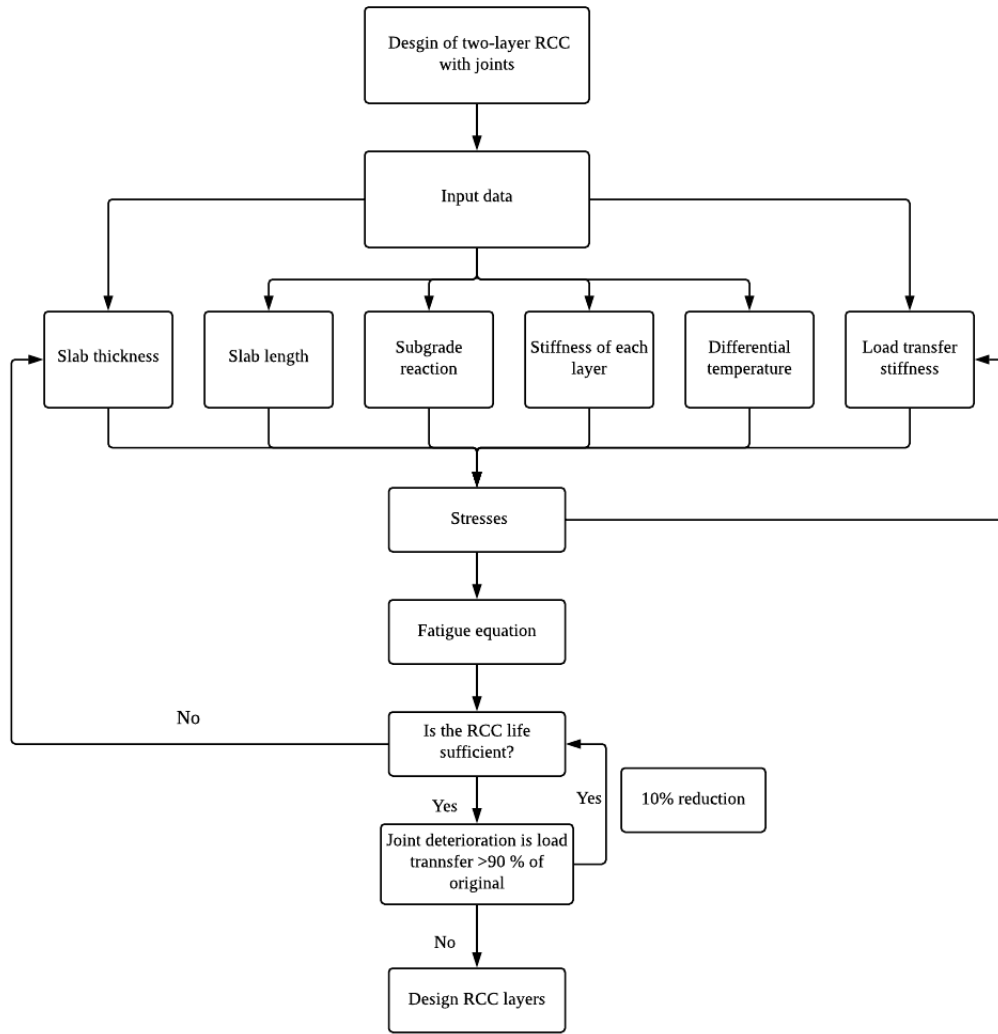 Desgin of two-layer RCC
with joints
Input data
Slab thickness
Slab length
Subgrade
reaction
Stiffness of each
layer
Differential
temperature
Load transfer
stiffness
Stresses
Fatigue equation
No
Is the RCC life
sufficient?
Yes
Yes
10% reduction
Joint deterioration is load
trannsfer >90 % of
original
No
Design RCC layers